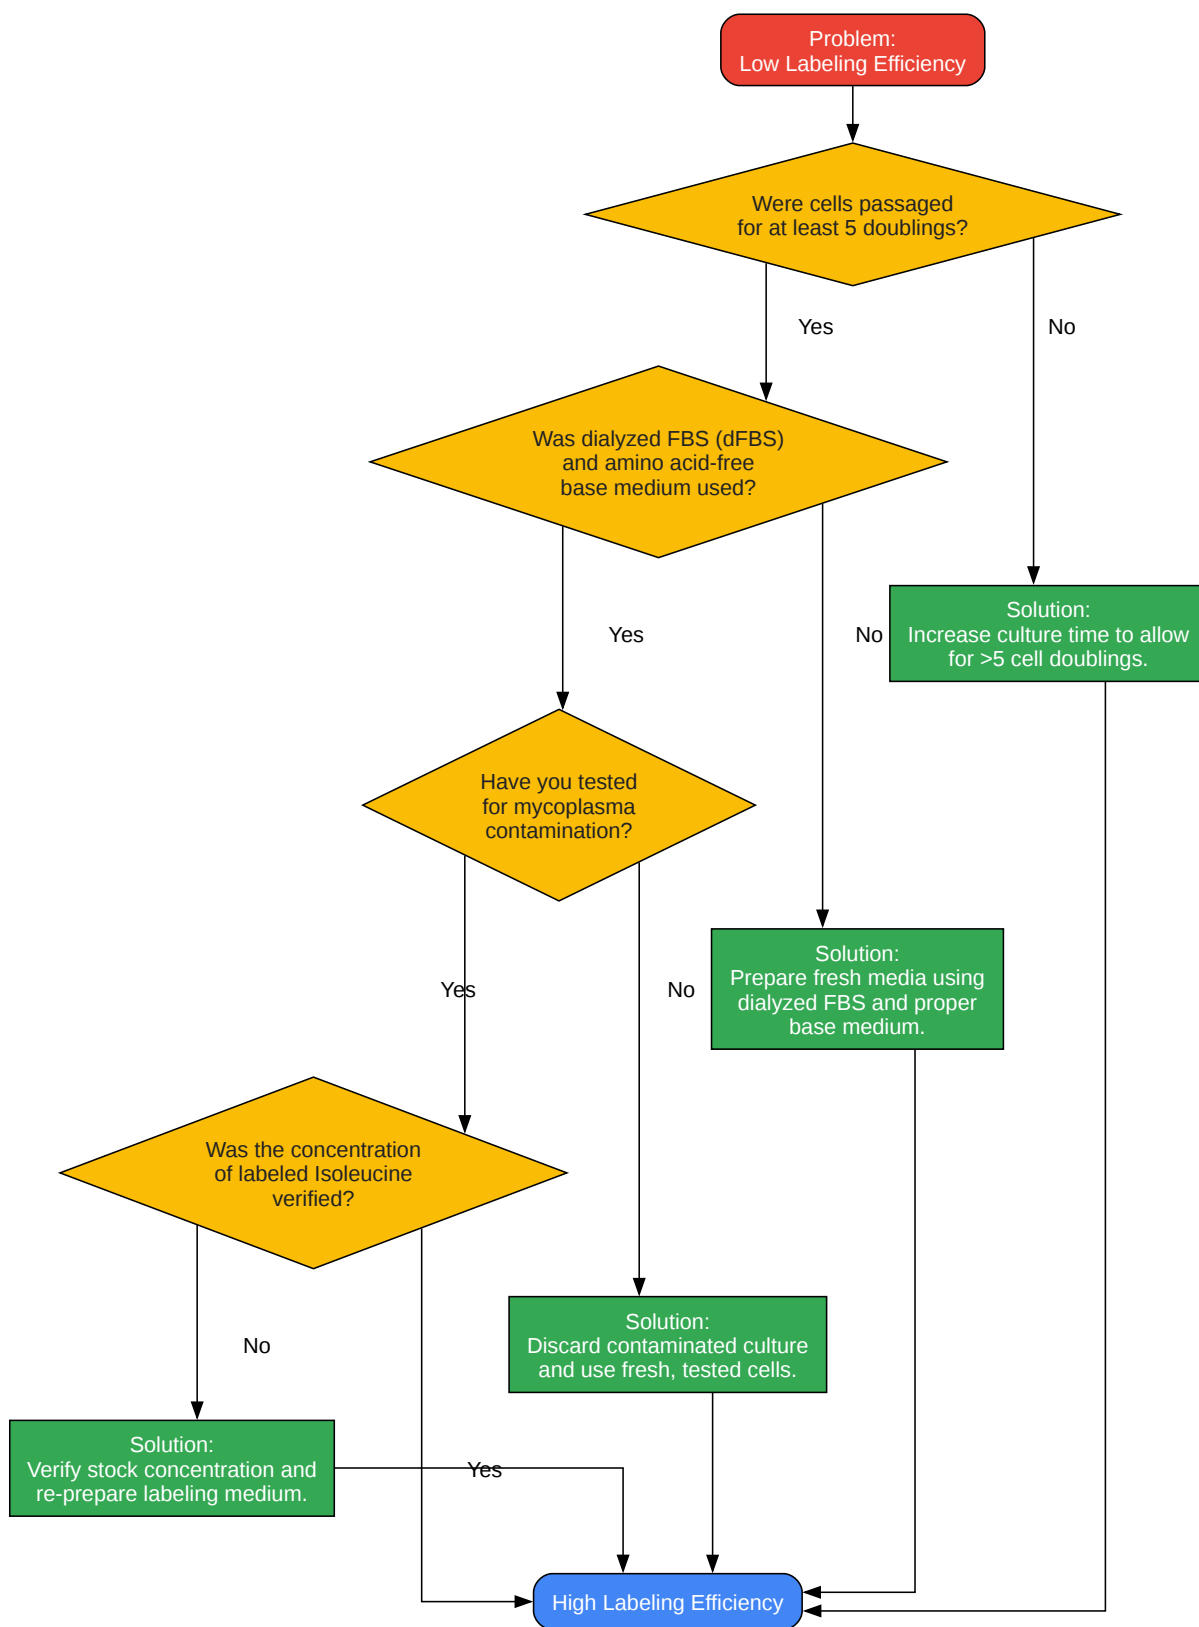 Problem:
Low Labeling Efficiency
Were cells passaged
for at least 5 doublings?
Yes
No
Was dialyzed FBS (dFBS)
and amino acid-free
base medium used?
Yes
No
Solution:
Increase culture time to allow
for >5 cell doublings.
Have you tested
for mycoplasma
contamination?
Yes
No
Solution:
Prepare fresh media using
dialyzed FBS and proper
base medium.
Was the concentration
of labeled Isoleucine
verified?
No
Solution:
Discard contaminated culture
and use fresh, tested cells.
Solution:
Verify stock concentration and
re-prepare labeling medium.
Yes
High Labeling Efficiency